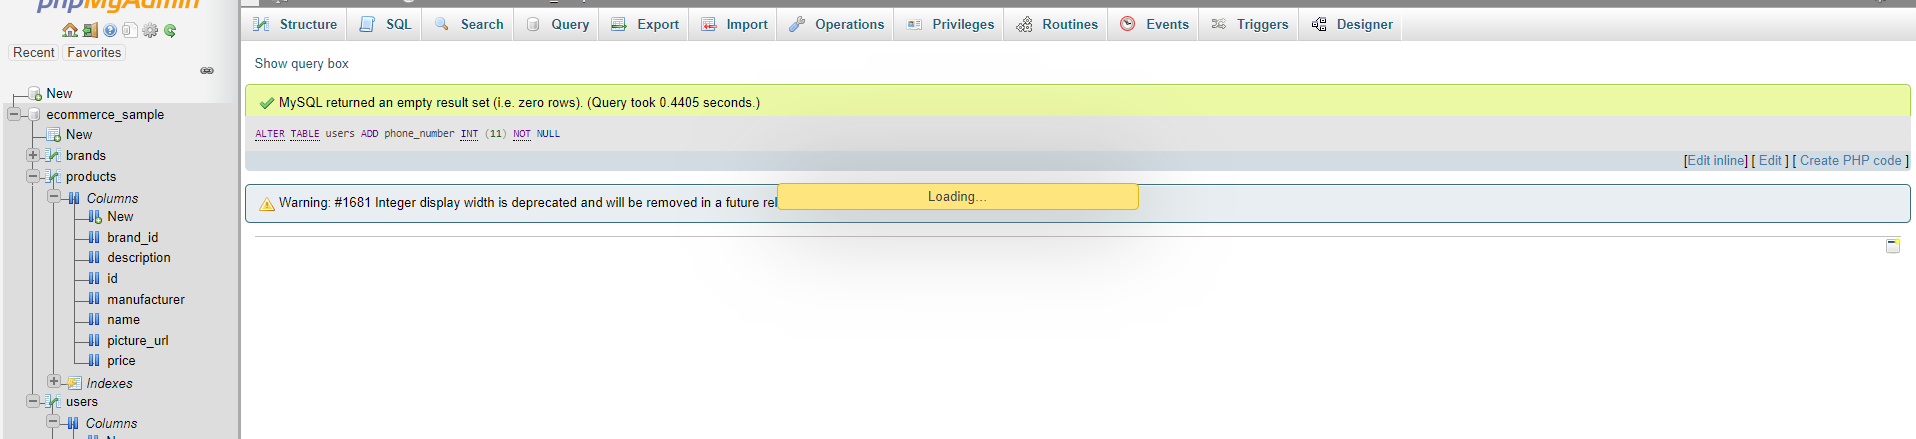 phpMyAdmin
Recent Favorites
New
ecommerce_sample
New
brands
products
Columns
New
brand_id
description
id
manufacturer
name
picture_url
price
Indexes
users
Columns
Structure SQL Search Query Export Import Operations Privileges Routines Events Triggers Designer
Show query box
MySQL returned an empty result set (i.e. zero rows). (Query took 0.4405 seconds.)
ALTER TABLE users ADD phone_number INT (11) NOT NULL
[Edit inline] [ Edit ] [ Create PHP code ]
Warning: #1681 Integer display width is deprecated and will be removed in a future rel
Loading…